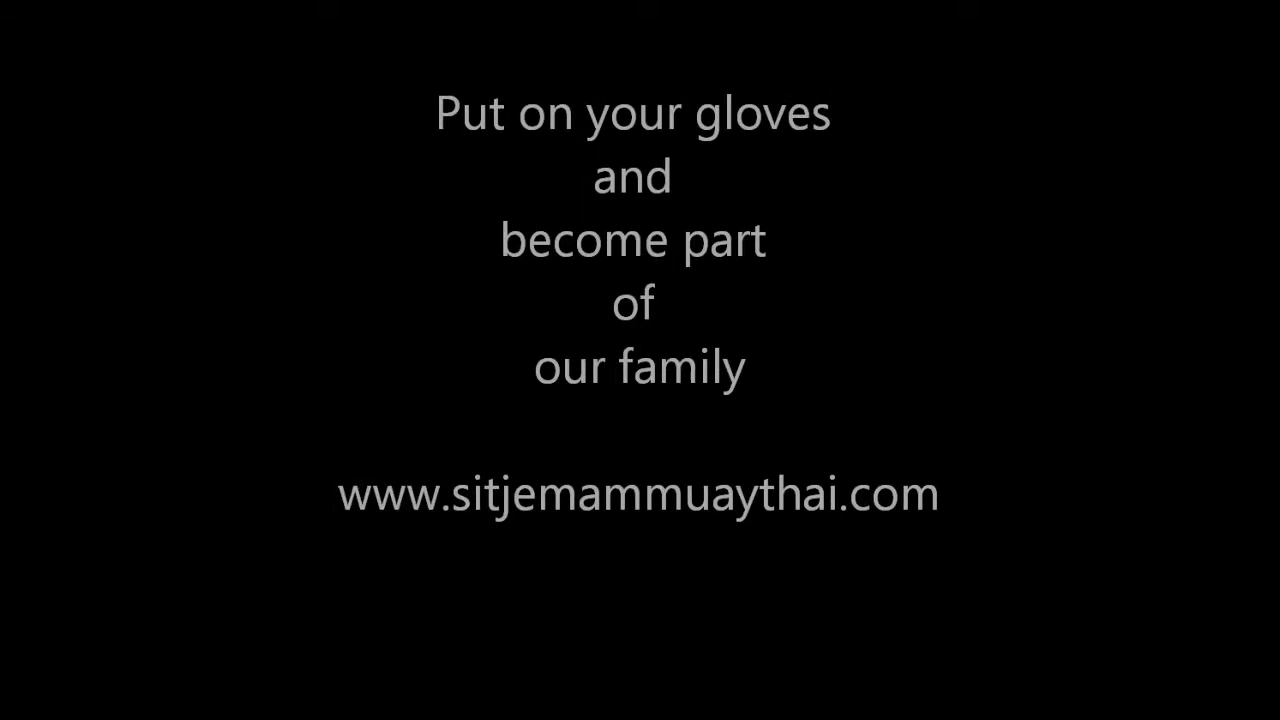 Put on your gloves
and
become part
of
our family
www.sitjemammuaythai.com